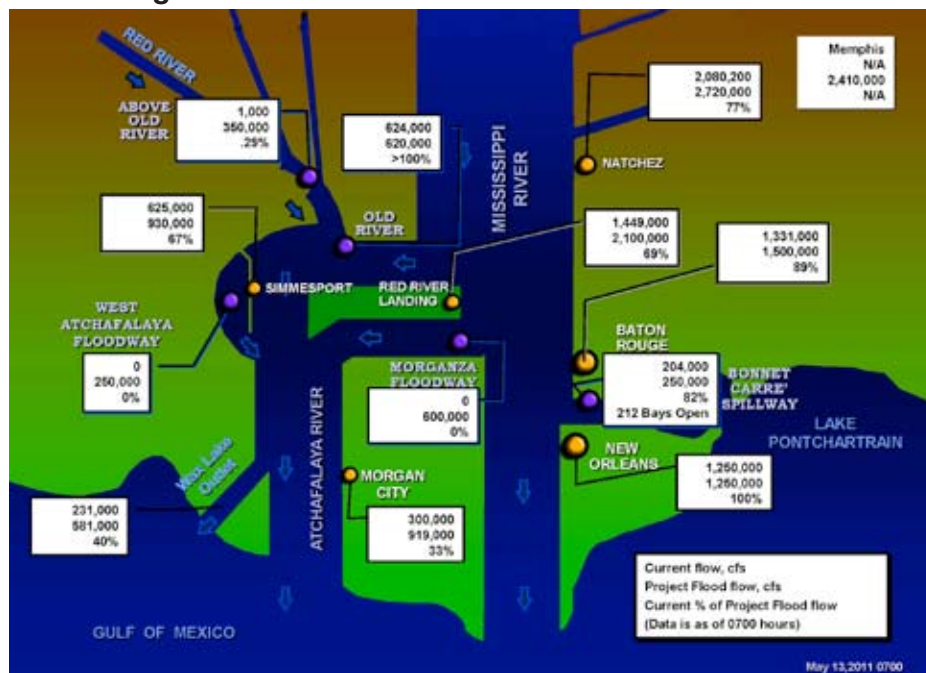 RED RIVER
ABOVE
OLD
RIVER
1,000
350,000
.29%
624,000
620,000
>100%
MISSISSIPPI
RIVER
2,080,200
2,720,000
77%
Memphis
N/A
2,410,000
N/A
NATCHEZ
625,000
930,000
67%
OLD
RIVER
1,449,000
2,100,000
69%
1,331,000
1,500,000
89%
SIMMESPORT
RED RIVER
LANDING
WEST
ATCHAFALAYA
FLOODWAY
0
250,000
0%
MORGANZA
FLOODWAY
0
600,000
0%
BATON
ROUGE
204,000
250,000
82%
212 Bays Open
BONNET
CARRE'
SPILLWAY
LAKE
PONTCHARTRAIN
ATCHAFALAYA RIVER
Wax Lake
Outlet
MORGAN
CITY
NEW
ORLEANS
1,250,000
1,250,000
100%
231,000
581,000
40%
300,000
919,000
33%
Current flow, cfs
Project Flood flow, cfs
Current % of Project Flood flow
(Data is as of 0700 hours)
GULF OF MEXICO
May 13,2011 0700